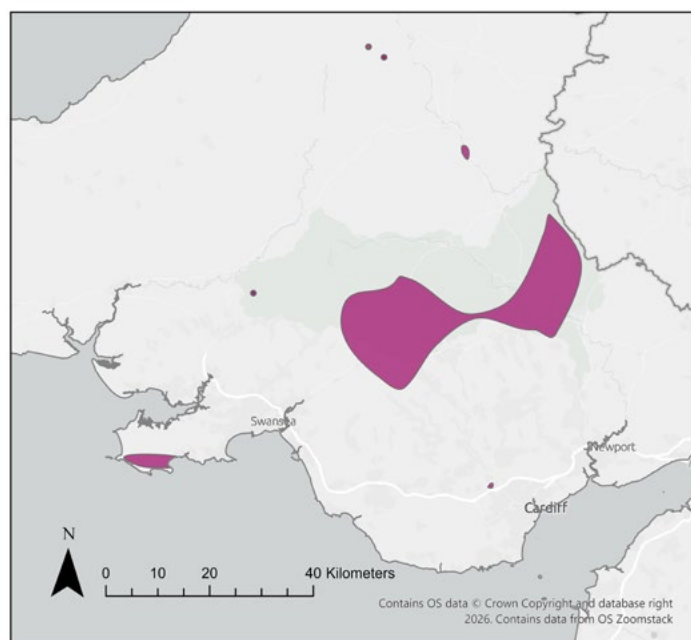 Swansea
Newport
Cardiff
N
0 10 20 40 Kilometers
Contains OS data © Crown Copyright and database right
2026. Contains data from OS Zoomstack